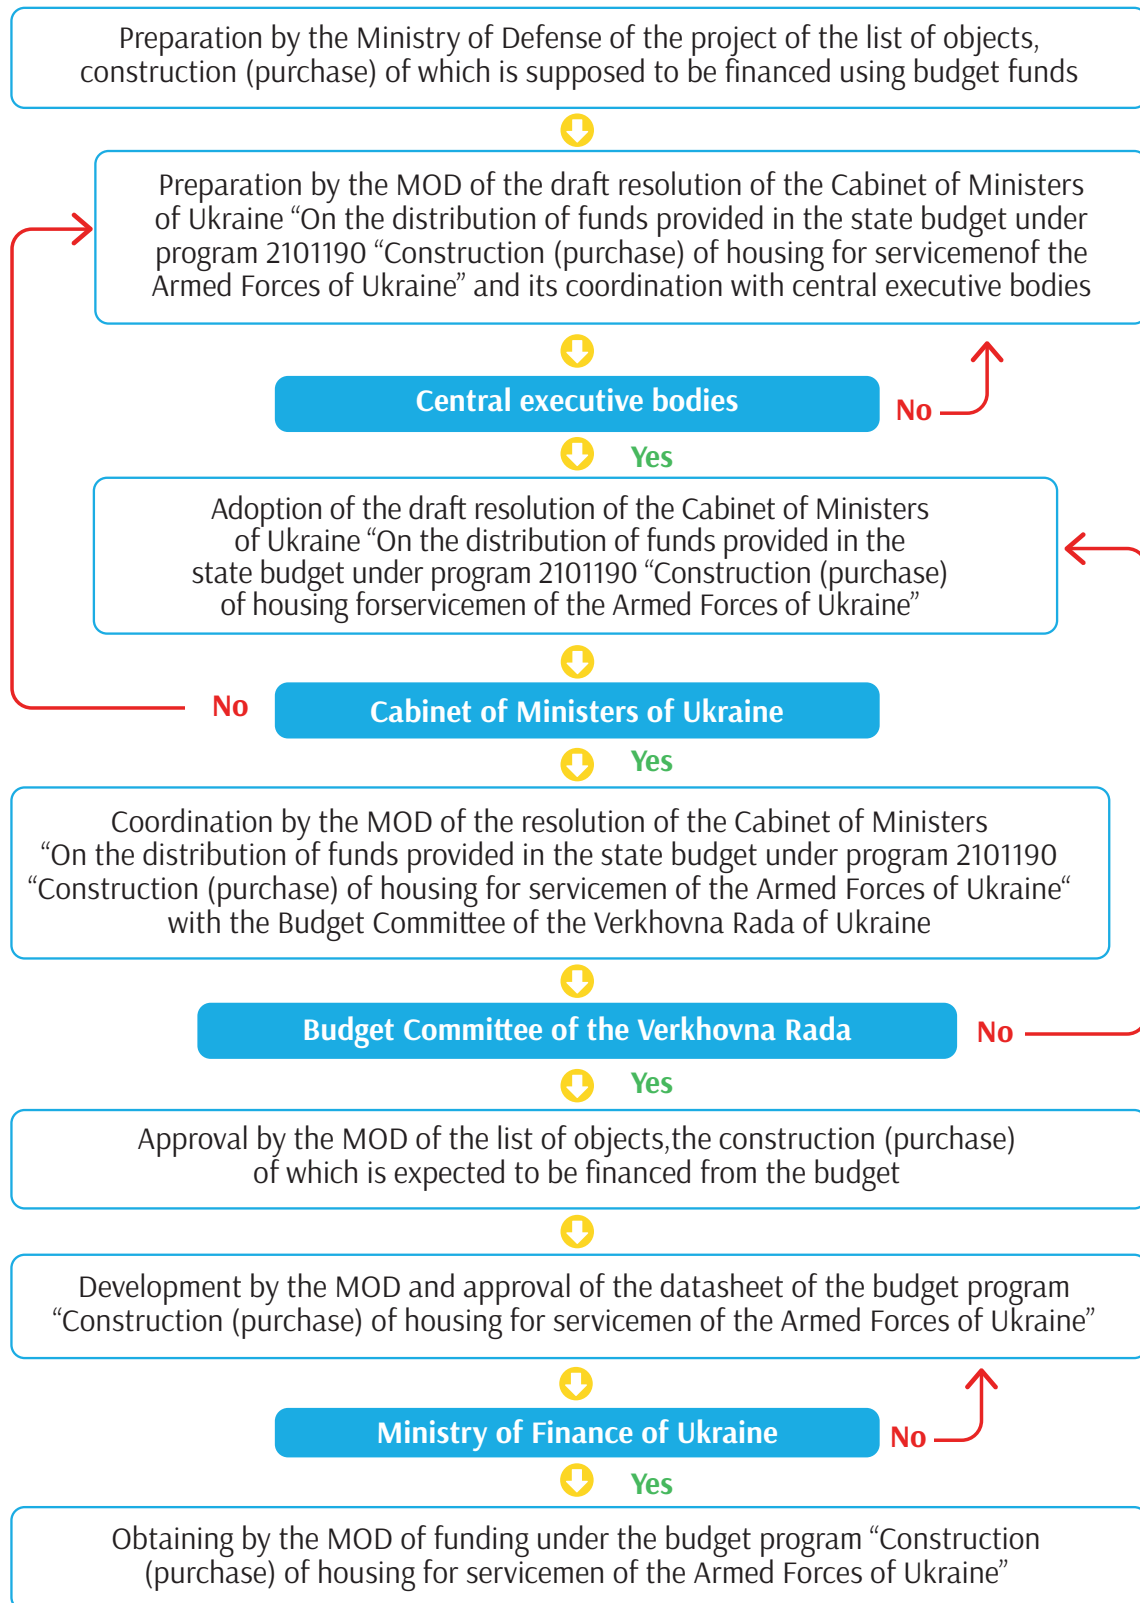 Preparation by the Ministry of Defense of the project of the list of objects,
construction (purchase) of which is supposed to be financed using budget funds
Preparation by the MOD of the draft resolution of the Cabinet of Ministers
of Ukraine “On the distribution of funds provided in the state budget under
program 2101190 “Construction (purchase) of housing for servicemenof the
Armed Forces of Ukraine” and its coordination with central executive bodies
Central executive bodies
No
Yes
Adoption of the draft resolution of the Cabinet of Ministers
of Ukraine “On the distribution of funds provided in the
state budget under program 2101190 “Construction (purchase)
of housing forservicemen of the Armed Forces of Ukraine”
No
Cabinet of Ministers of Ukraine
Yes
Coordination by the MOD of the resolution of the Cabinet of Ministers
“On the distribution of funds provided in the state budget under program 2101190
“Construction (purchase) of housing for servicemen of the Armed Forces of Ukraine“
with the Budget Committee of the Verkhovna Rada of Ukraine
Budget Committee of the Verkhovna Rada
No
Yes
Approval by the MOD of the list of objects,the construction (purchase)
of which is expected to be financed from the budget
Development by the MOD and approval of the datasheet of the budget program
“Construction (purchase) of housing for servicemen of the Armed Forces of Ukraine”
Ministry of Finance of Ukraine
No
Yes
Obtaining by the MOD of funding under the budget program “Construction
(purchase) of housing for servicemen of the Armed Forces of Ukraine”